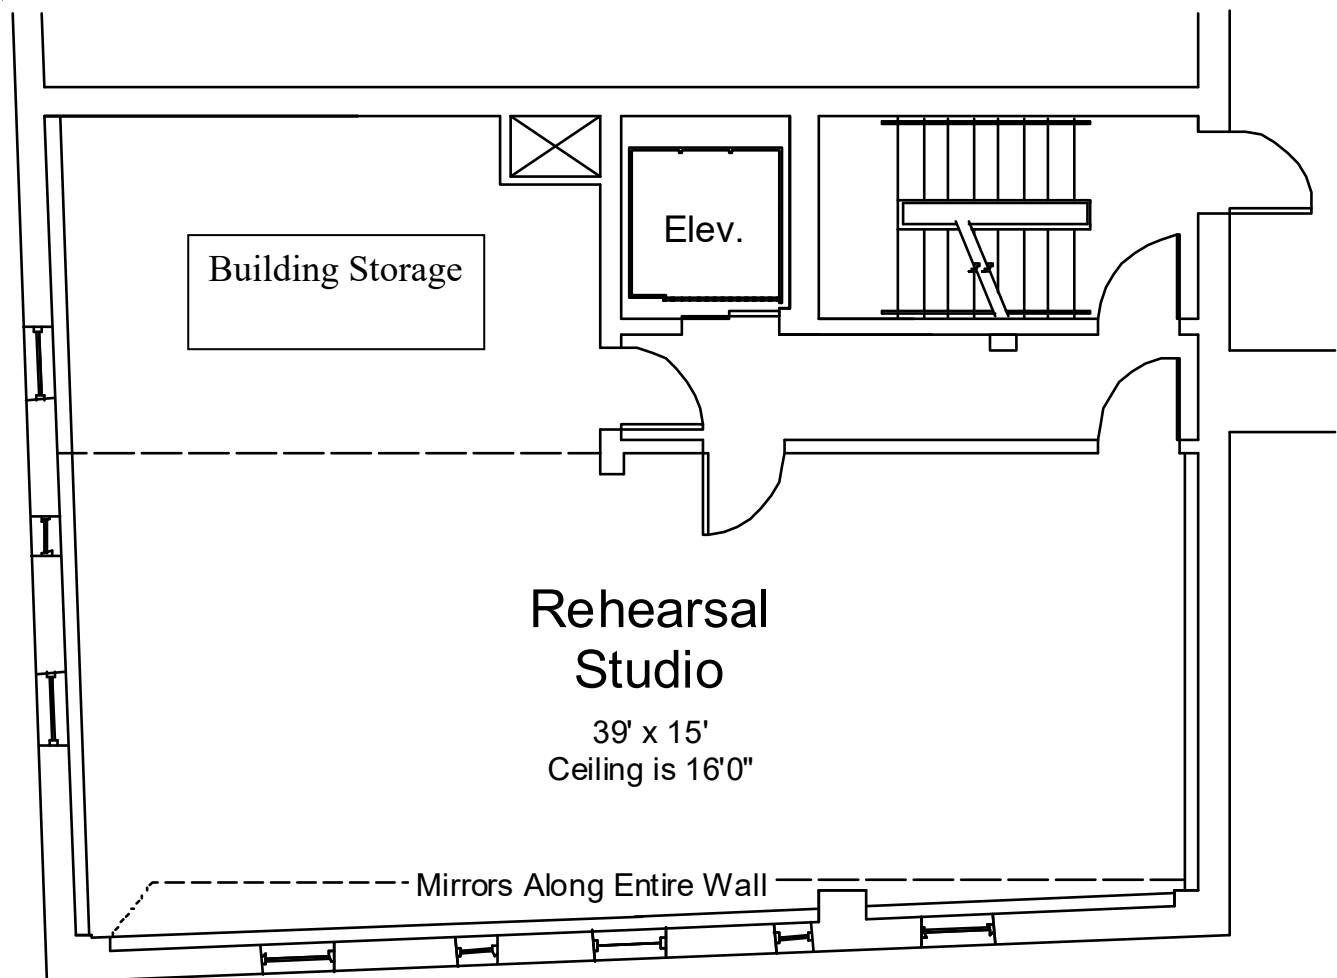 Elev.
Building Storage
Rehearsal
Studio
39' x 15'
Ceiling is 16'0"
Mirrors Along Entire Wall